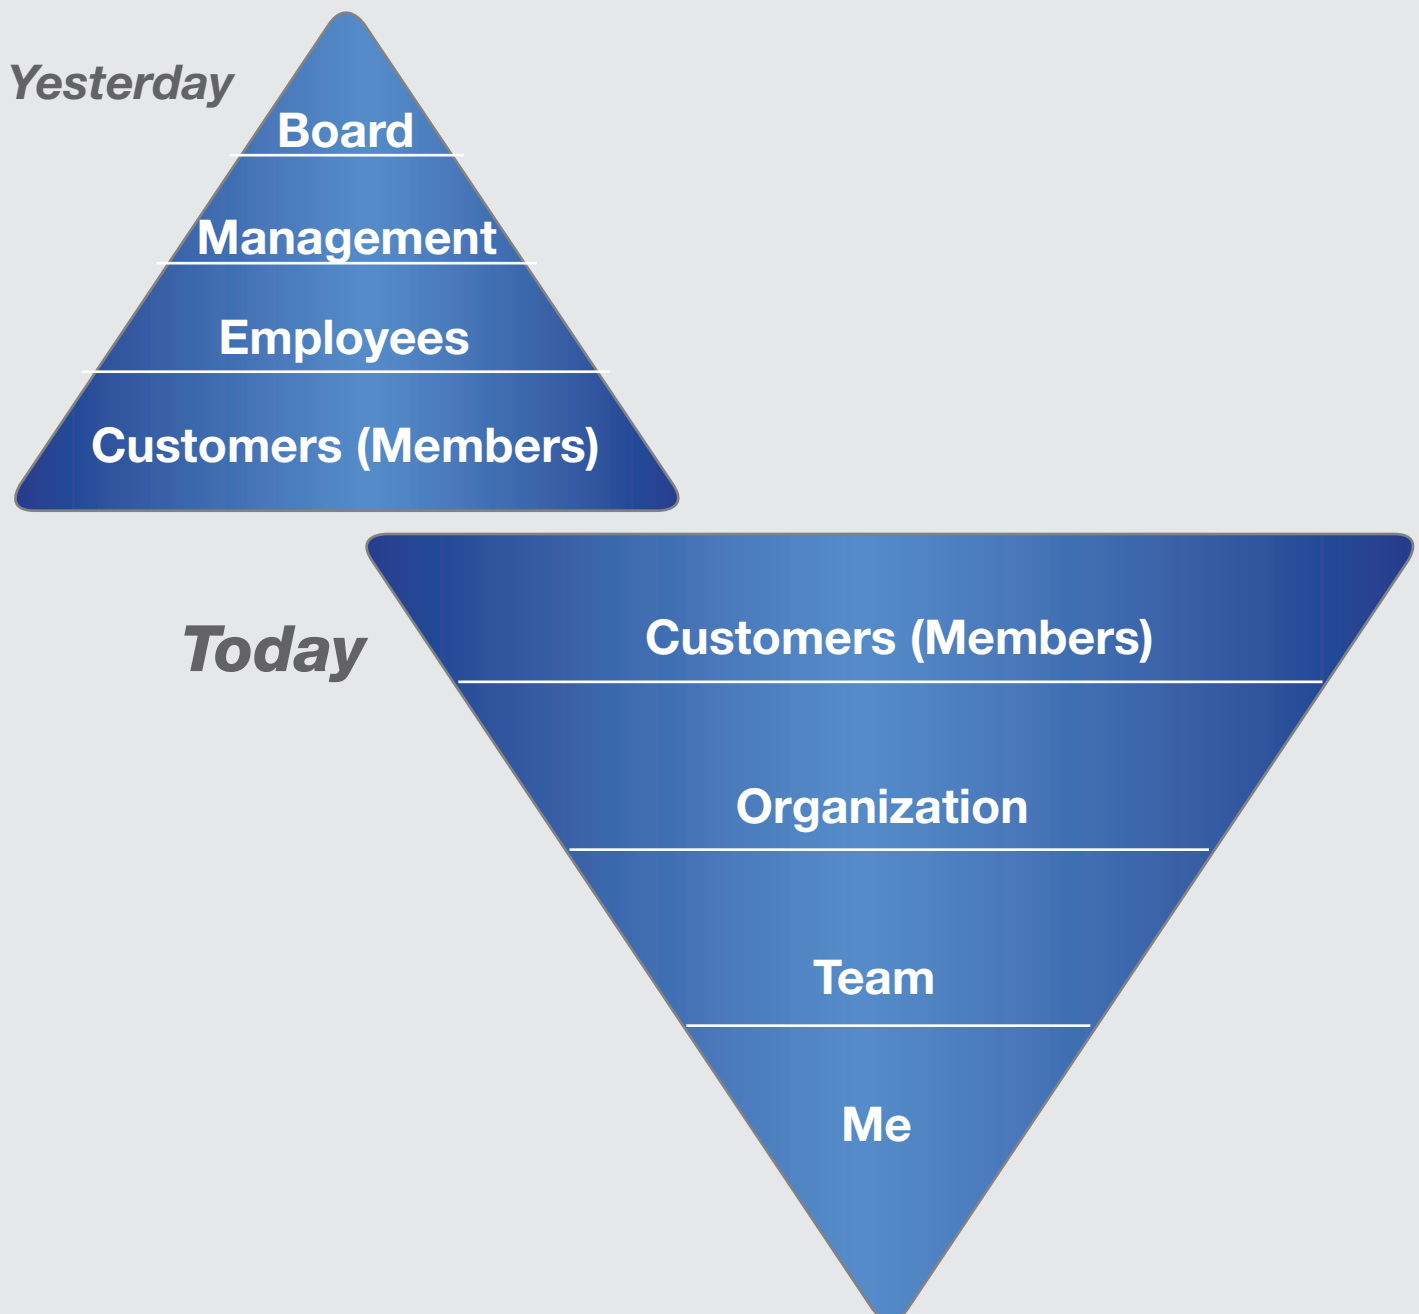 Yesterday
Board
Management
Employees
Customers (Members)
Today
Customers (Members)
Organization
Team
Me